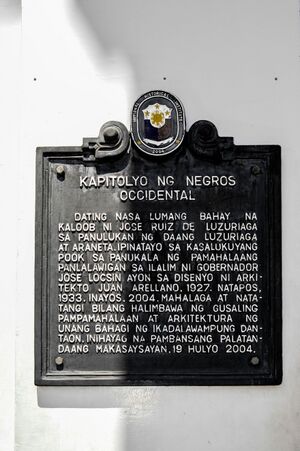 KAPITOLYO NG NEGROS
OCCIDENTAL
DATING NASA LUMANG BAHAY NA
KALOOB NI JOSE RUIZ DE LUZURIAGA
SA PANULUKAN NG DAANG LUZURIAGA
AT ARANETA. IPINATAYO SA KASALUKUYANG
POOK SA PANUKALA NG PAMAHALAANG
PANLALAWIGAN SA ILALIM NI GOBERNADOR
JOSE LOCSIN AYON SA DISENYO NI ARKI-
TEKTO JUAN ARELLANO, 1927. NATAPOS,
1933. INAYOS, 2004. MAHALAGA AT NATA-
TANGI BILANG HALIMBAWA NG GUSALING
PAMPAMAHALAAN AT ARKITEKTURA NG
UNANG BAHAGI NG IKADALAWAMPUNG DAN-
TAON. INIHAYAG NA PAMBANSANG PALATAN-
DAANG MAKASAYSAYAN, 19 HULYO 2004.